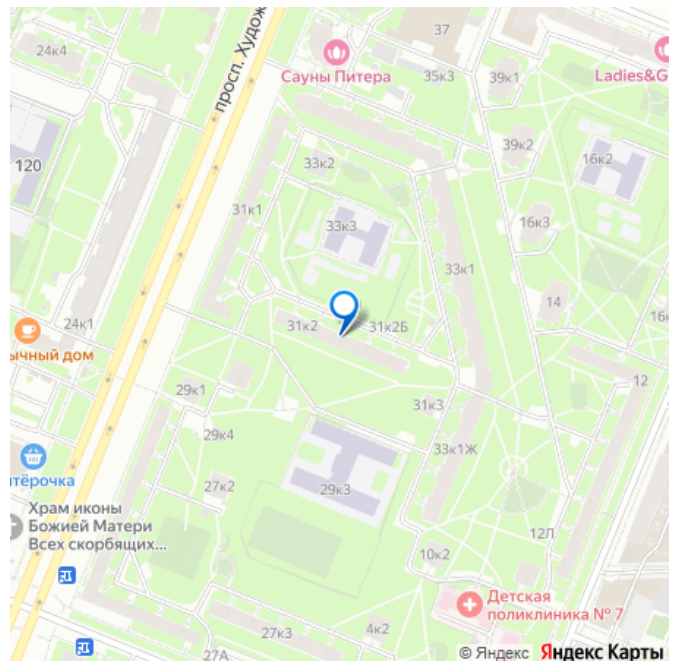 37
24к4
просп. Худож
Сауны Питера
35к3
39к1
Ladies&G
39к2
33к2
120
16к2
31к1
33к3
16к3
33к1
14
16к
24к1
31к2
31к2Б
ычный дом
12
29к1
31к3
29к4
33к1Ж
тёрочка
27к2
29к3
Храм иконы
Божией Матери
Всех скорбящих...
12Л
10к2
Детская
поликлиника № 7
27к3
4к2
27А
© Яндекс Яндекс Карты